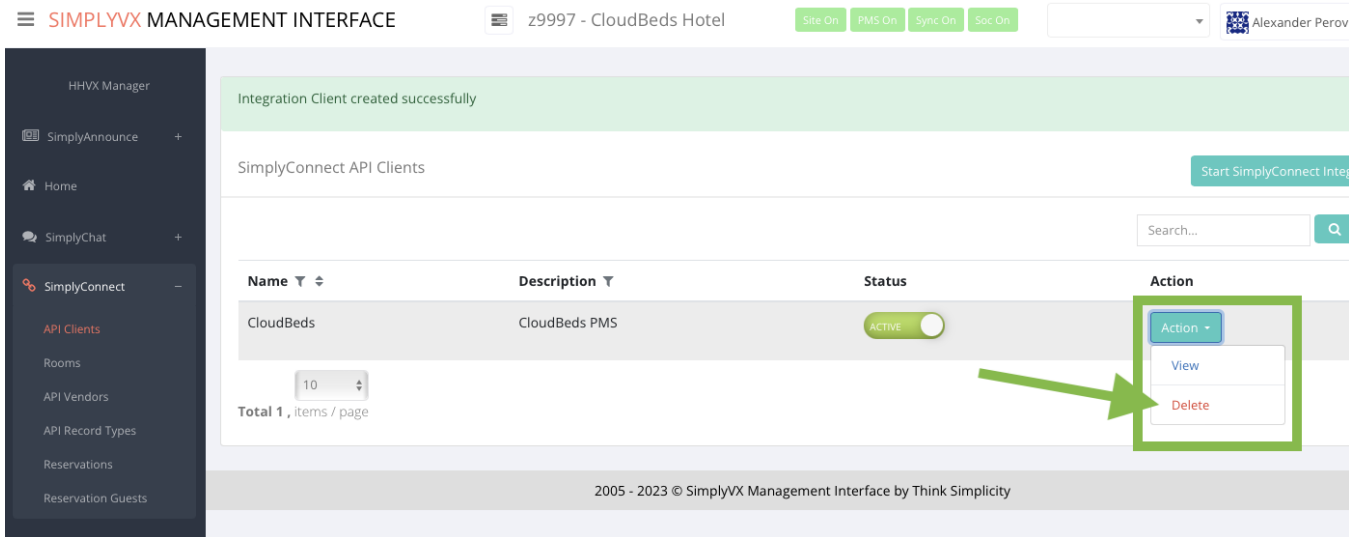 SIMPLYVX MANAGEMENT INTERFACE
z9997 - CloudBeds Hotel
Site On PMS On Sync On Soc On
Alexander Perov
HHVX Manager
SimplyAnnounce +
Home
SimplyChat +
SimplyConnect −
API Clients
Rooms
API Vendors
API Record Types
Reservations
Reservation Guests
Integration Client created successfully
SimplyConnect API Clients
Start SimplyConnect Integ
Search...
Name Description Status Action
CloudBeds CloudBeds PMS ACTIVE Action
View
Delete
10
Total 1 , items / page
2005 - 2023 © SimplyVX Management Interface by Think Simplicity